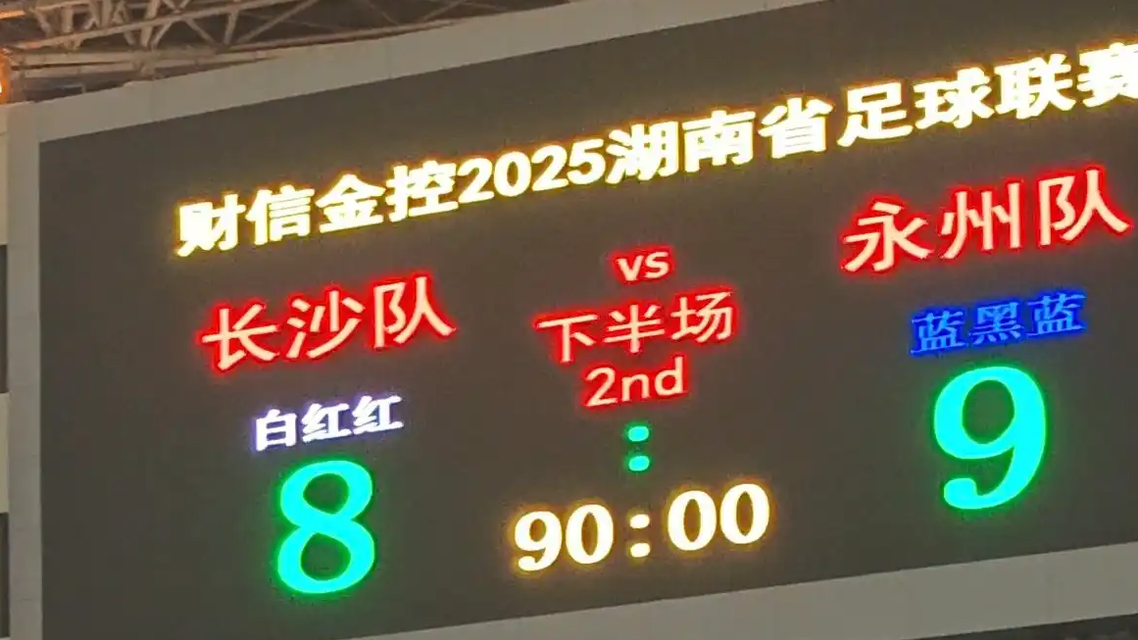 财信金控2025湖南省足球联赛
长沙队 vs 永州队
下半场
2nd
白红红 蓝黑蓝
8 : 9
90:00